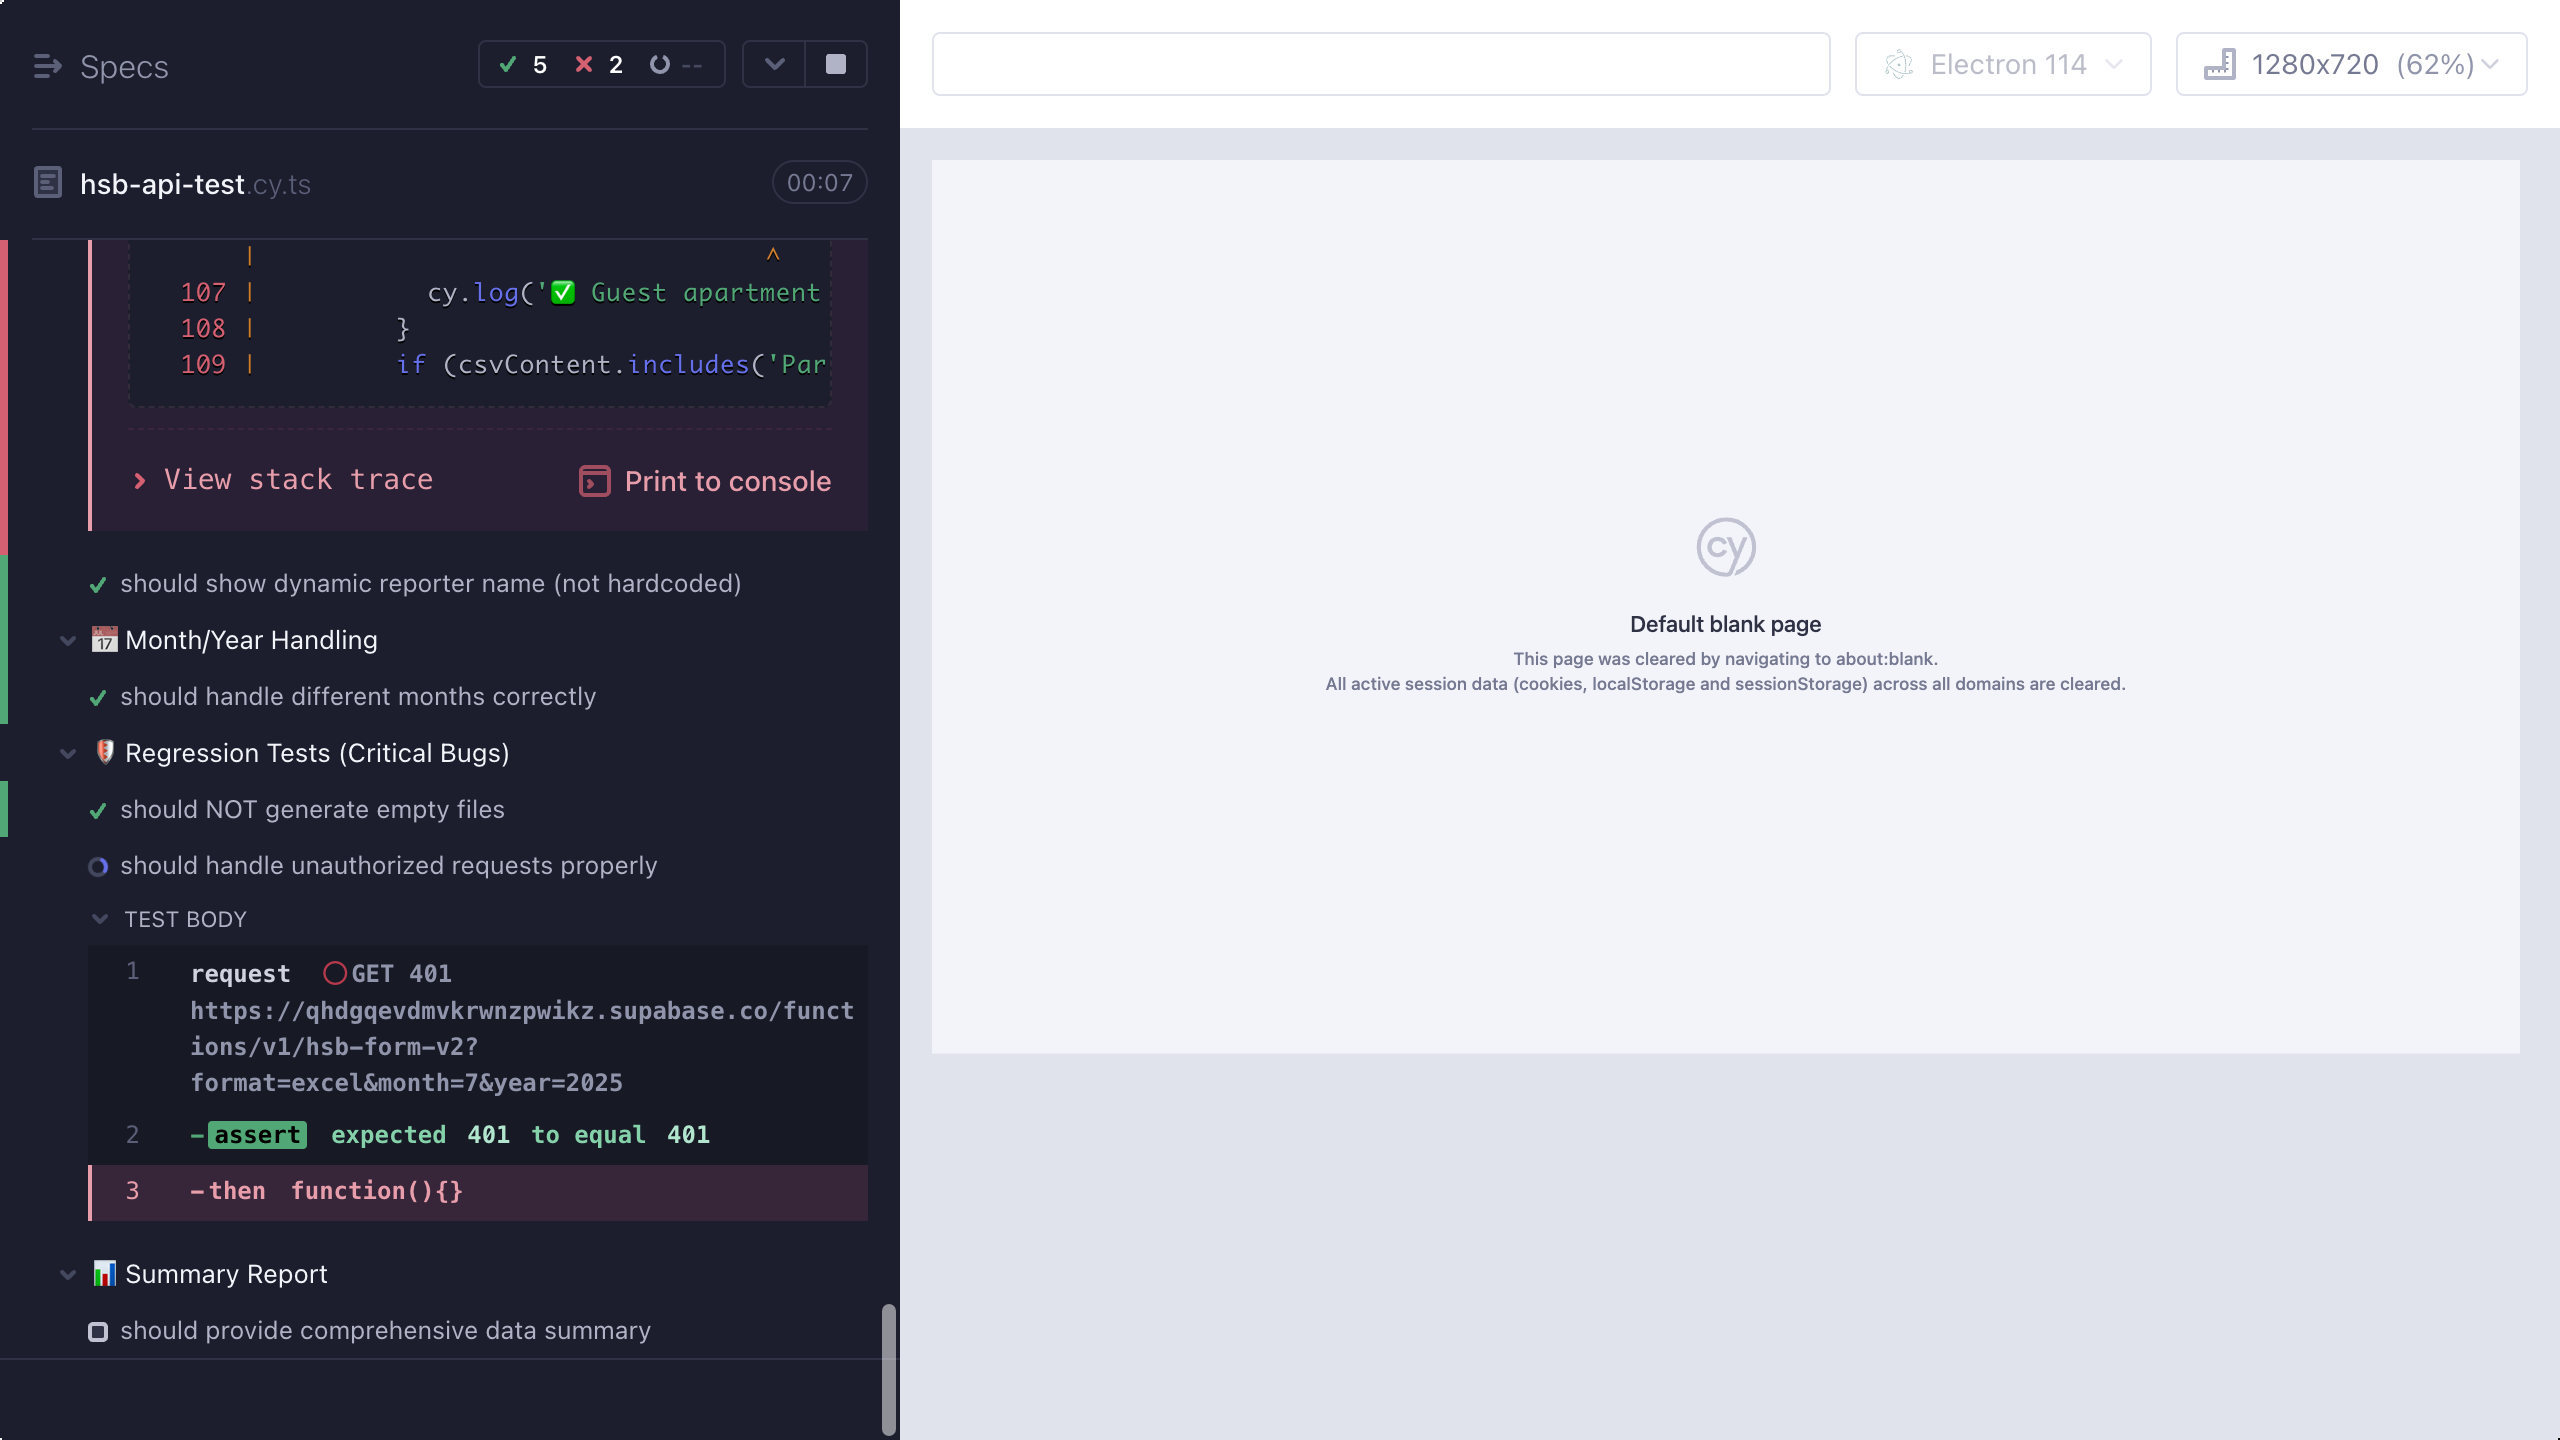 Specs
5 2 --
hsb-api-test.cy.ts
00:07
| ^
107 | cy.log('✅ Guest apartment
108 | }
109 | if (csvContent.includes('Par
View stack trace
Print to console
should show dynamic reporter name (not hardcoded)
📅 Month/Year Handling
should handle different months correctly
🛡️ Regression Tests (Critical Bugs)
should NOT generate empty files
should handle unauthorized requests properly
TEST BODY
1 request GET 401
https://qhdgqevdmvkrwnzpwikz.supabase.co/funct
ions/v1/hsb-form-v2?
format=excel&month=7&year=2025
2 -assert expected 401 to equal 401
3 -then function(){}
📊 Summary Report
should provide comprehensive data summary
Electron 114
1280x720 (62%)
cy
Default blank page
This page was cleared by navigating to about:blank.
All active session data (cookies, localStorage and sessionStorage) across all domains are cleared.